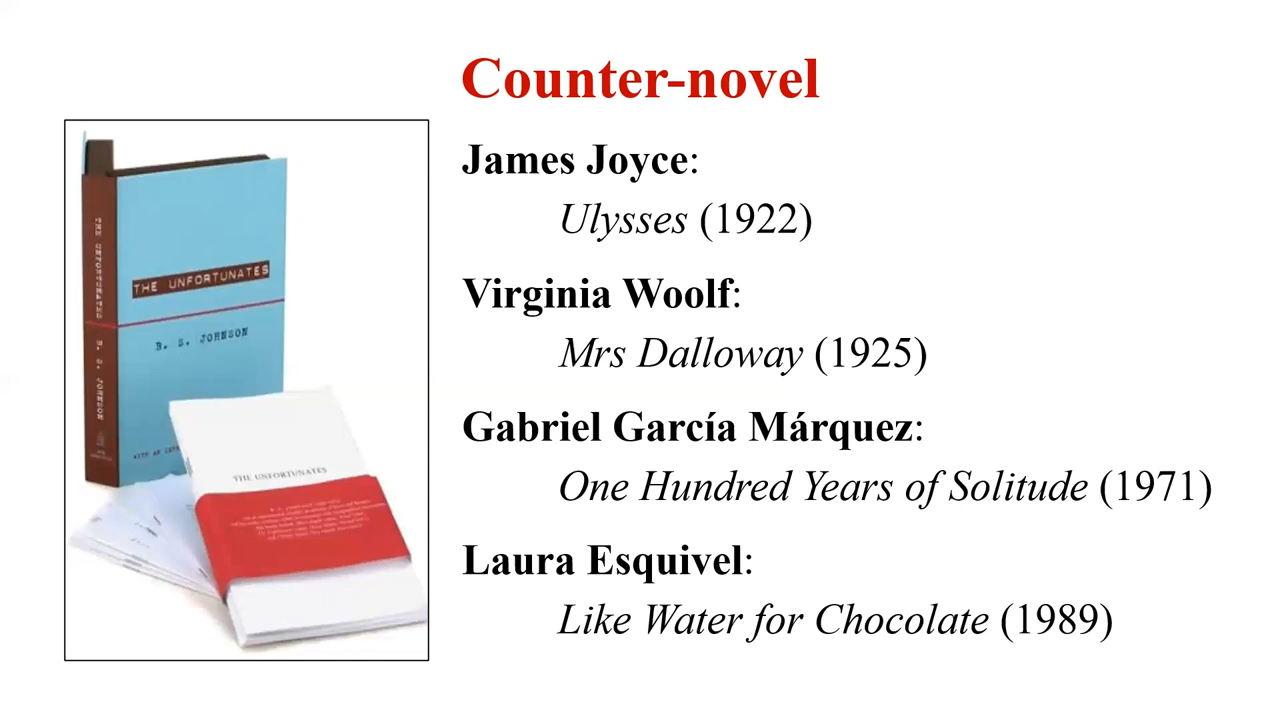 Counter-novel
James Joyce:
Ulysses (1922)
Virginia Woolf:
Mrs Dalloway (1925)
Gabriel García Márquez:
One Hundred Years of Solitude (1971)
Laura Esquivel:
Like Water for Chocolate (1989)
THE UNFORTUNATES B. S. JOHNSON
THE UNFORTUNATES
B. S. JOHNSON
THE UNFORTUNATES